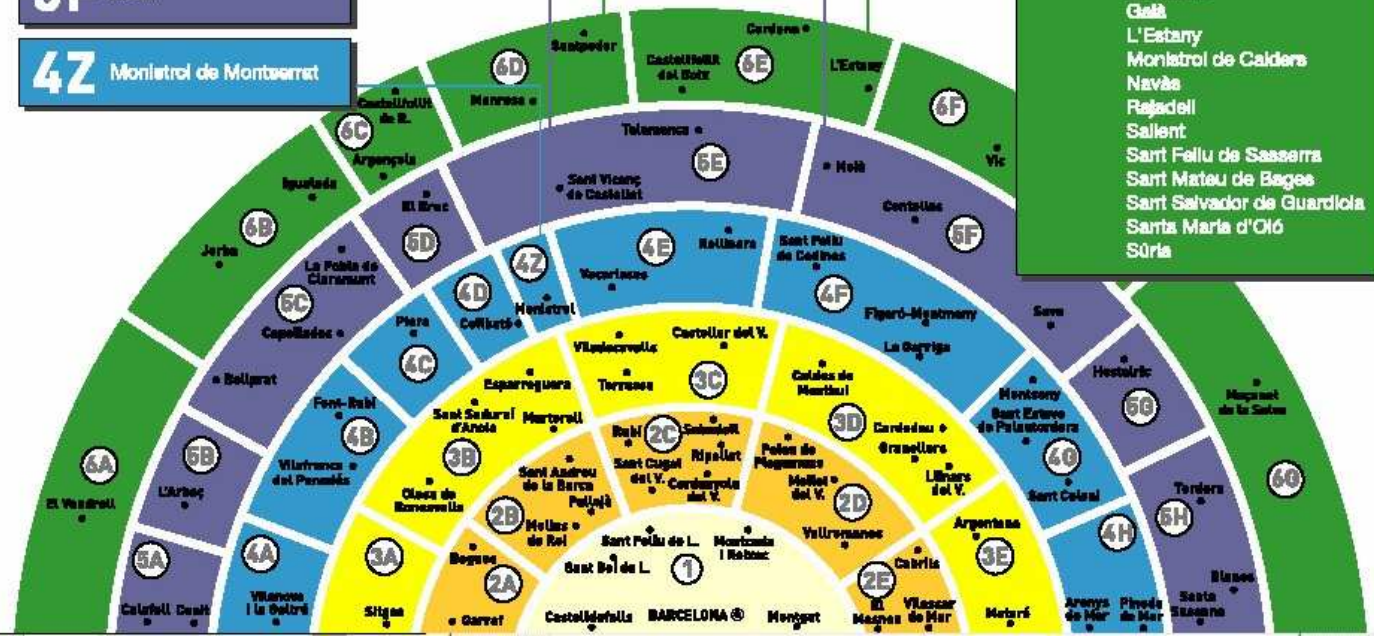 4Z Monistrol de Montserrat
L'Estany
Monistrol de Calders
Navàs
Rajadell
Sallent
Sant Feliu de Sasserra
Sant Mateu de Bages
Sant Salvador de Guardiola
Santa Maria d'Oló
Súria
6D
Santpedor
Manresa
6E
Cardona
Castellfollit
del Boix
L'Estany
6F
Vic
6C
Castellfollit
de R.
Argençola
6B
Igualada
Jorba
6A
El Vendrell
6G
Maçanet
de la Selva
5E
Talamanca
Sant Vicenç
de Castellet
5F
Moià
Centelles
Seva
5D
El Bruc
5C
La Pobla de
Claramunt
Capellades
Bellprat
5B
L'Arboç
5A
Calafell Cunit
5G
Hostalric
5H
Tordera
Blanes
Santa
Susanna
4Z
Monistrol
4E
Rellinars
Vacarisses
4F
Sant Feliu
de Codines
Figaró-Montmany
La Garriga
4D
Collbató
4C
Piera
4B
Font-Rubí
Vilafranca
del Penedès
4A
Vilanova
i la Geltrú
4G
Montseny
Sant Esteve
de Palautordera
Sant Celoni
4H
Arenys
de Mar
Pineda
de Mar
3C
Viladecavalls
Castellar del V.
Terrassa
3D
Caldes de
Montbui
Cardedeu
Granollers
Llinars
del V.
3B
Esparreguera
Sant Sadurní
d'Anoia
Martorell
Olesa de
Bonesvalls
3A
Sitges
3E
Argentona
Mataró
2C
Rubí
Sabadell
Ripollet
Sant Cugat
del V.
Cerdanyola
del V.
2B
Sant Andreu
de la Barca
Pallejà
Molins
de Rei
2A
Begues
Garraf
2D
Palau de
Plegamans
Mollet
del V.
Vallromanes
2E
Cabrils
El
Masnou
Vilassar
de Mar
1
Sant Feliu de L.
Montcada
i Reixac
Sant Boi de L.
Castelldefels
BARCELONA
Montgat